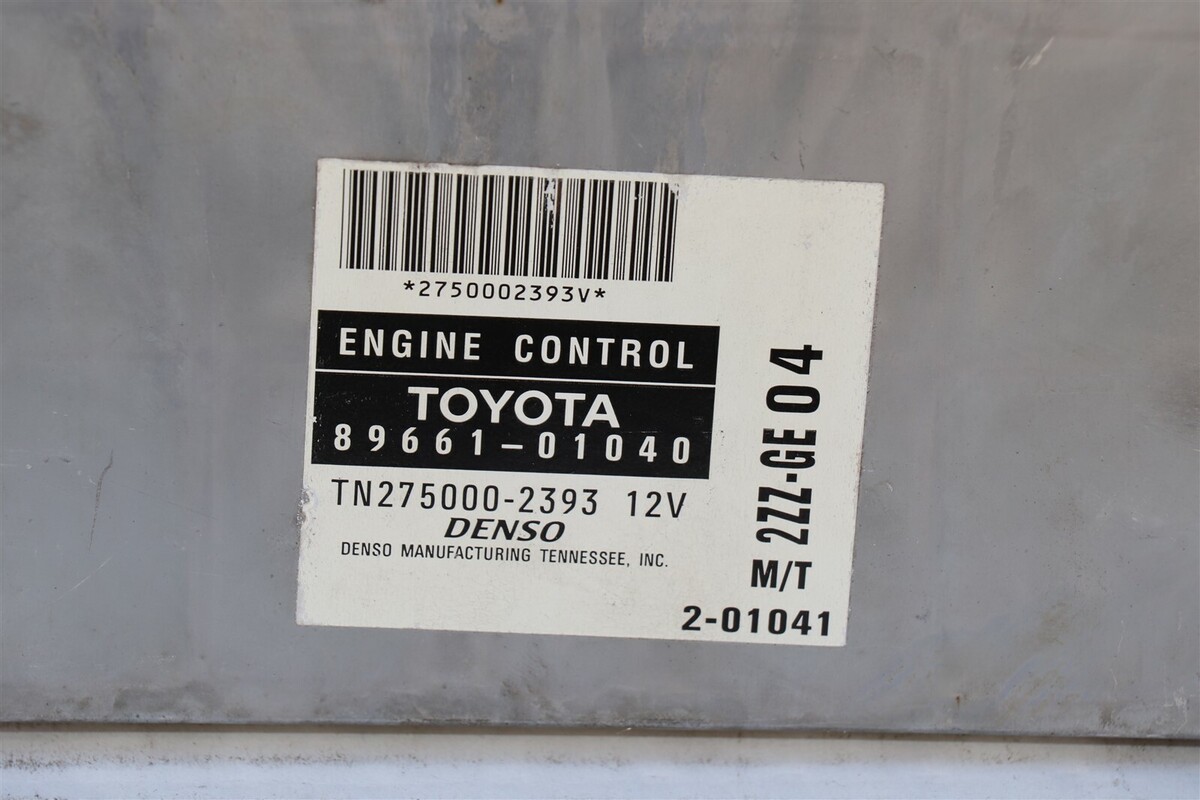 *2750002393V*
ENGINE CONTROL
TOYOTA
89661-01040
TN275000-2393 12V
DENSO
DENSO MANUFACTURING TENNESSEE, INC.
2ZZ-GE 04
M/T
2-01041